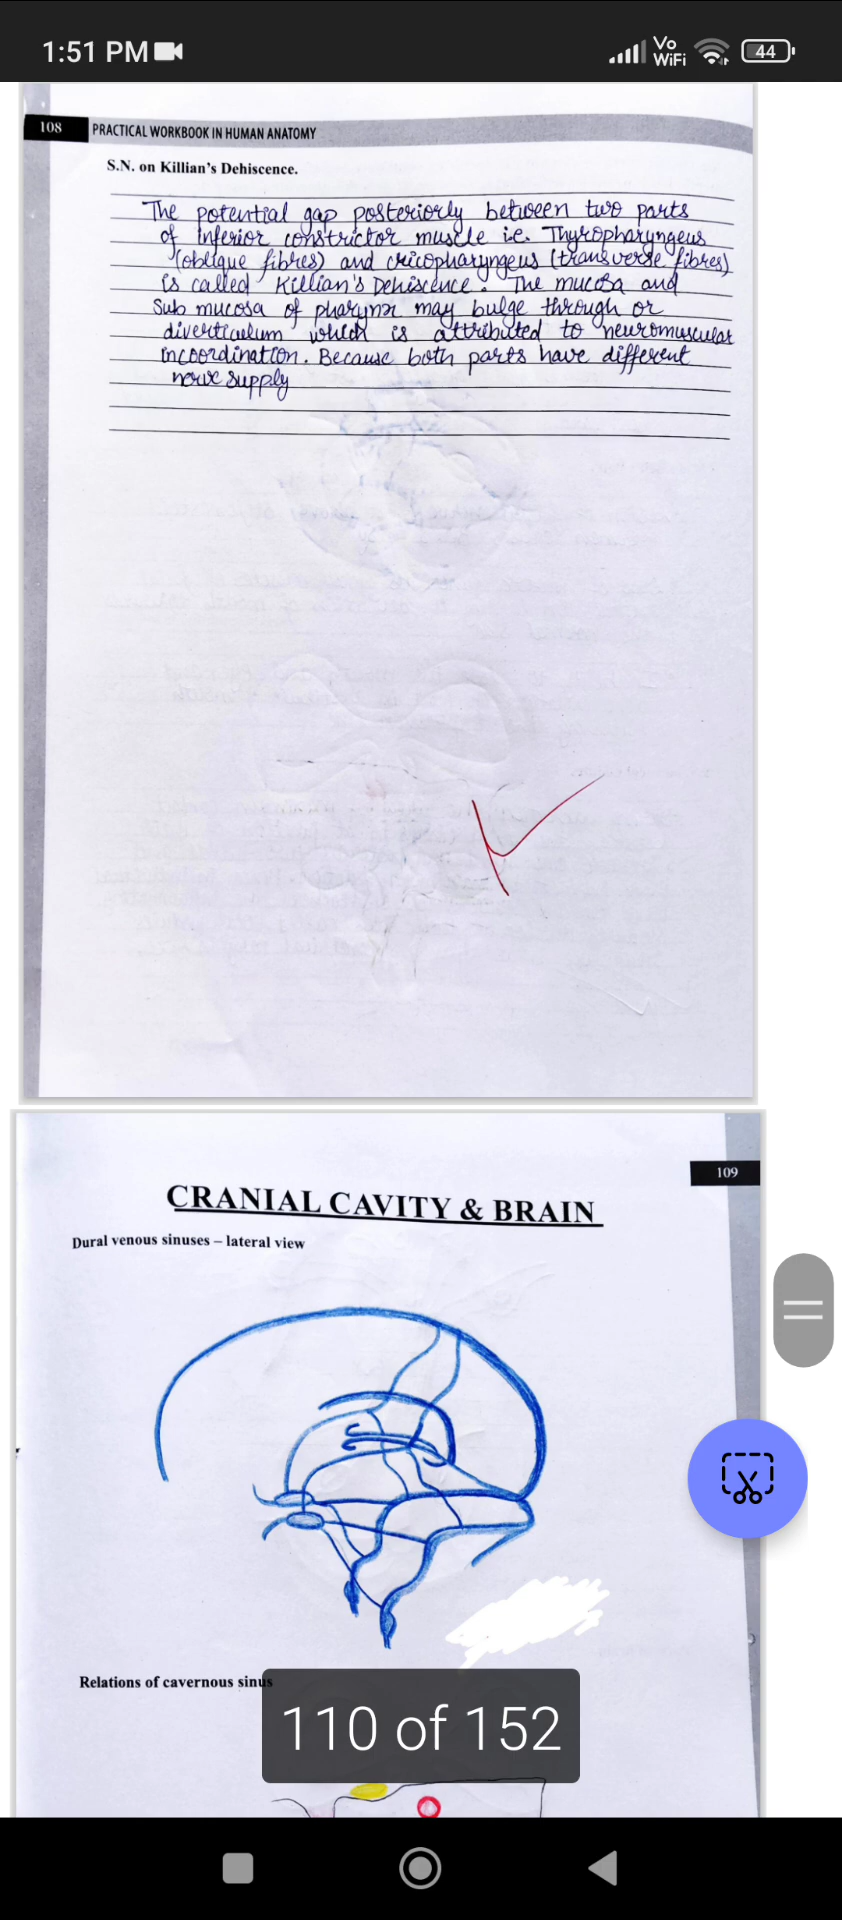 1:51 PM
Vo
WiFi
44
108
PRACTICAL WORKBOOK IN HUMAN ANATOMY
S.N. on Killian's Dehiscence.
The potential gap posteriorly between two parts
of inferior constrictor muscle i.e. Thyropharyngeus
(oblique fibres) and cricopharyngeus (transverse fibres)
is called Killian's Dehiscence. The mucosa and
Sub mucosa of pharynx may bulge through or
diverticulum which is attributed to neuromuscular
incoordination. Because both parts have different
nerve supply
109
CRANIAL CAVITY & BRAIN
Dural venous sinuses – lateral view
Relations of cavernous sinus
110 of 152